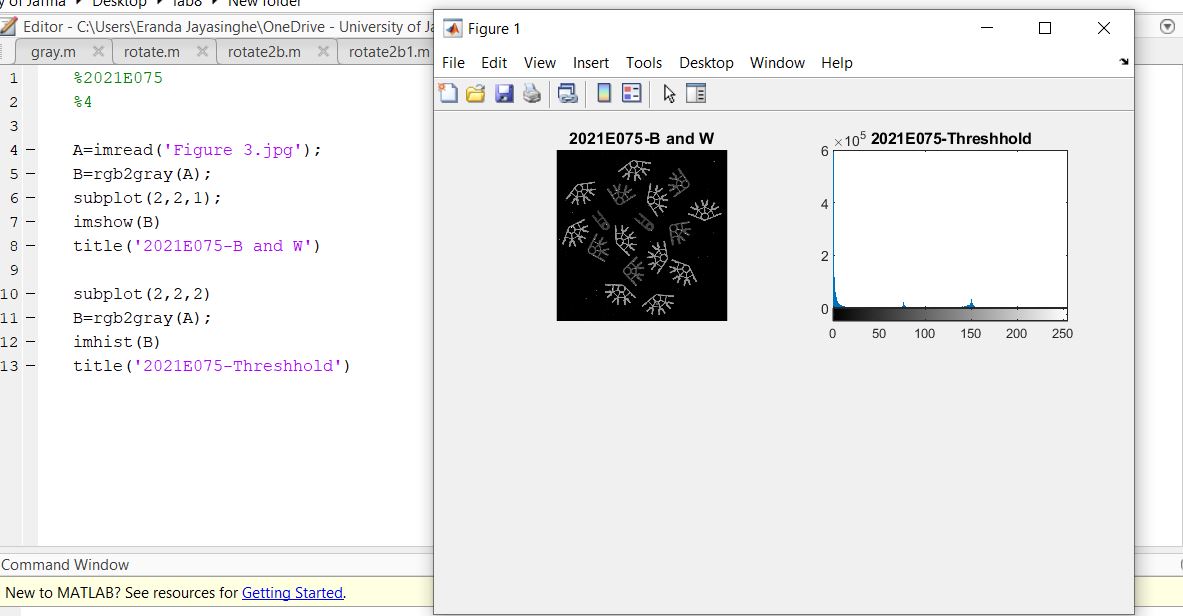 y of Jaffna ▸ Desktop ▸ lab8 ▸ New folder
Editor - C:\Users\Eranda Jayasinghe\OneDrive - University of Ja
gray.m
rotate.m
rotate2b.m
rotate2b1.m
1 %2021E075
2 %4
3
4 – A=imread('Figure 3.jpg');
5 – B=rgb2gray(A);
6 – subplot(2,2,1);
7 – imshow(B)
8 – title('2021E075-B and W')
9
10 – subplot(2,2,2)
11 – B=rgb2gray(A);
12 – imhist(B)
13 – title('2021E075-Threshhold')
Command Window
New to MATLAB? See resources for Getting Started.
Figure 1
File Edit View Insert Tools Desktop Window Help
2021E075-B and W
×10^5 2021E075-Threshhold
6
4
2
0
0 50 100 150 200 250